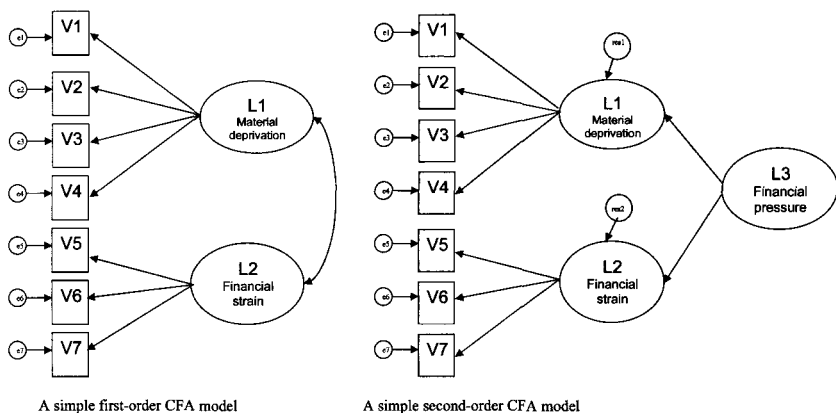 e1
V1
e2
V2
e3
V3
e4
V4
e5
V5
e6
V6
e7
V7
L1
Material
deprivation
L2
Financial
strain
A simple first-order CFA model
e1
V1
e2
V2
e3
V3
e4
V4
e5
V5
e6
V6
e7
V7
res1
L1
Material
deprivation
res2
L2
Financial
strain
L3
Financial
pressure
A simple second-order CFA model